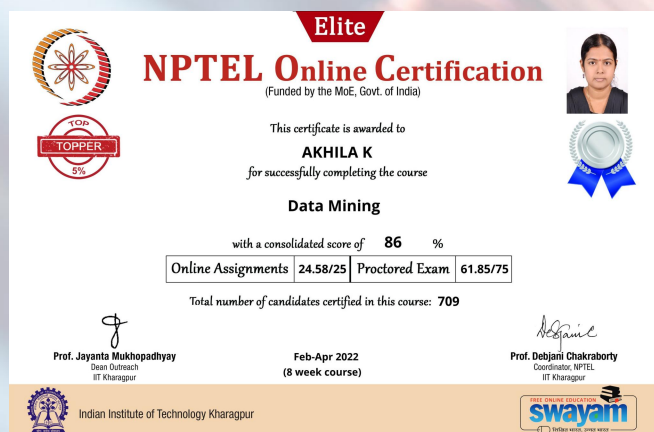 Elite
NPTEL Online Certification
(Funded by the MoE, Govt. of India)
TOP
TOPPER
5%
This certificate is awarded to
AKHILA K
for successfully completing the course
Data Mining
with a consolidated score of 86 %
Online Assignments 24.58/25 Proctored Exam 61.85/75
Total number of candidates certified in this course: 709
Prof. Jayanta Mukhopadhyay
Dean Outreach
IIT Kharagpur
Feb-Apr 2022
(8 week course)
Prof. Debjani Chakraborty
Coordinator, NPTEL
IIT Kharagpur
Indian Institute of Technology Kharagpur
FREE ONLINE EDUCATION
swayam
शिक्षित भारत, उन्नत भारत